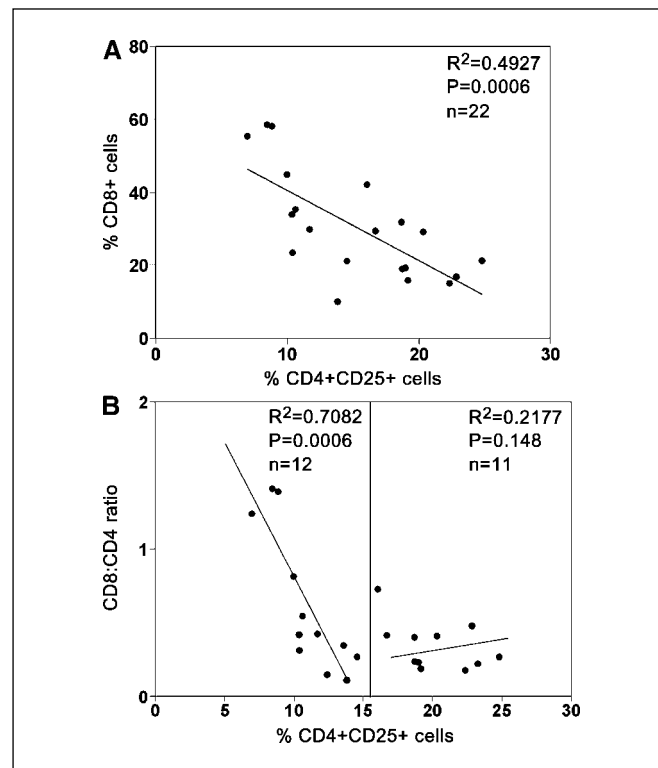 A
80
R²=0.4927
P=0.0006
n=22
60
40
20
0
% CD8+ cells
0 10 20 30
% CD4+CD25+ cells
B
2
R²=0.7082
P=0.0006
n=12
R²=0.2177
P=0.148
n=11
1
0
CD8:CD4 ratio
0 5 10 15 20 25 30
% CD4+CD25+ cells